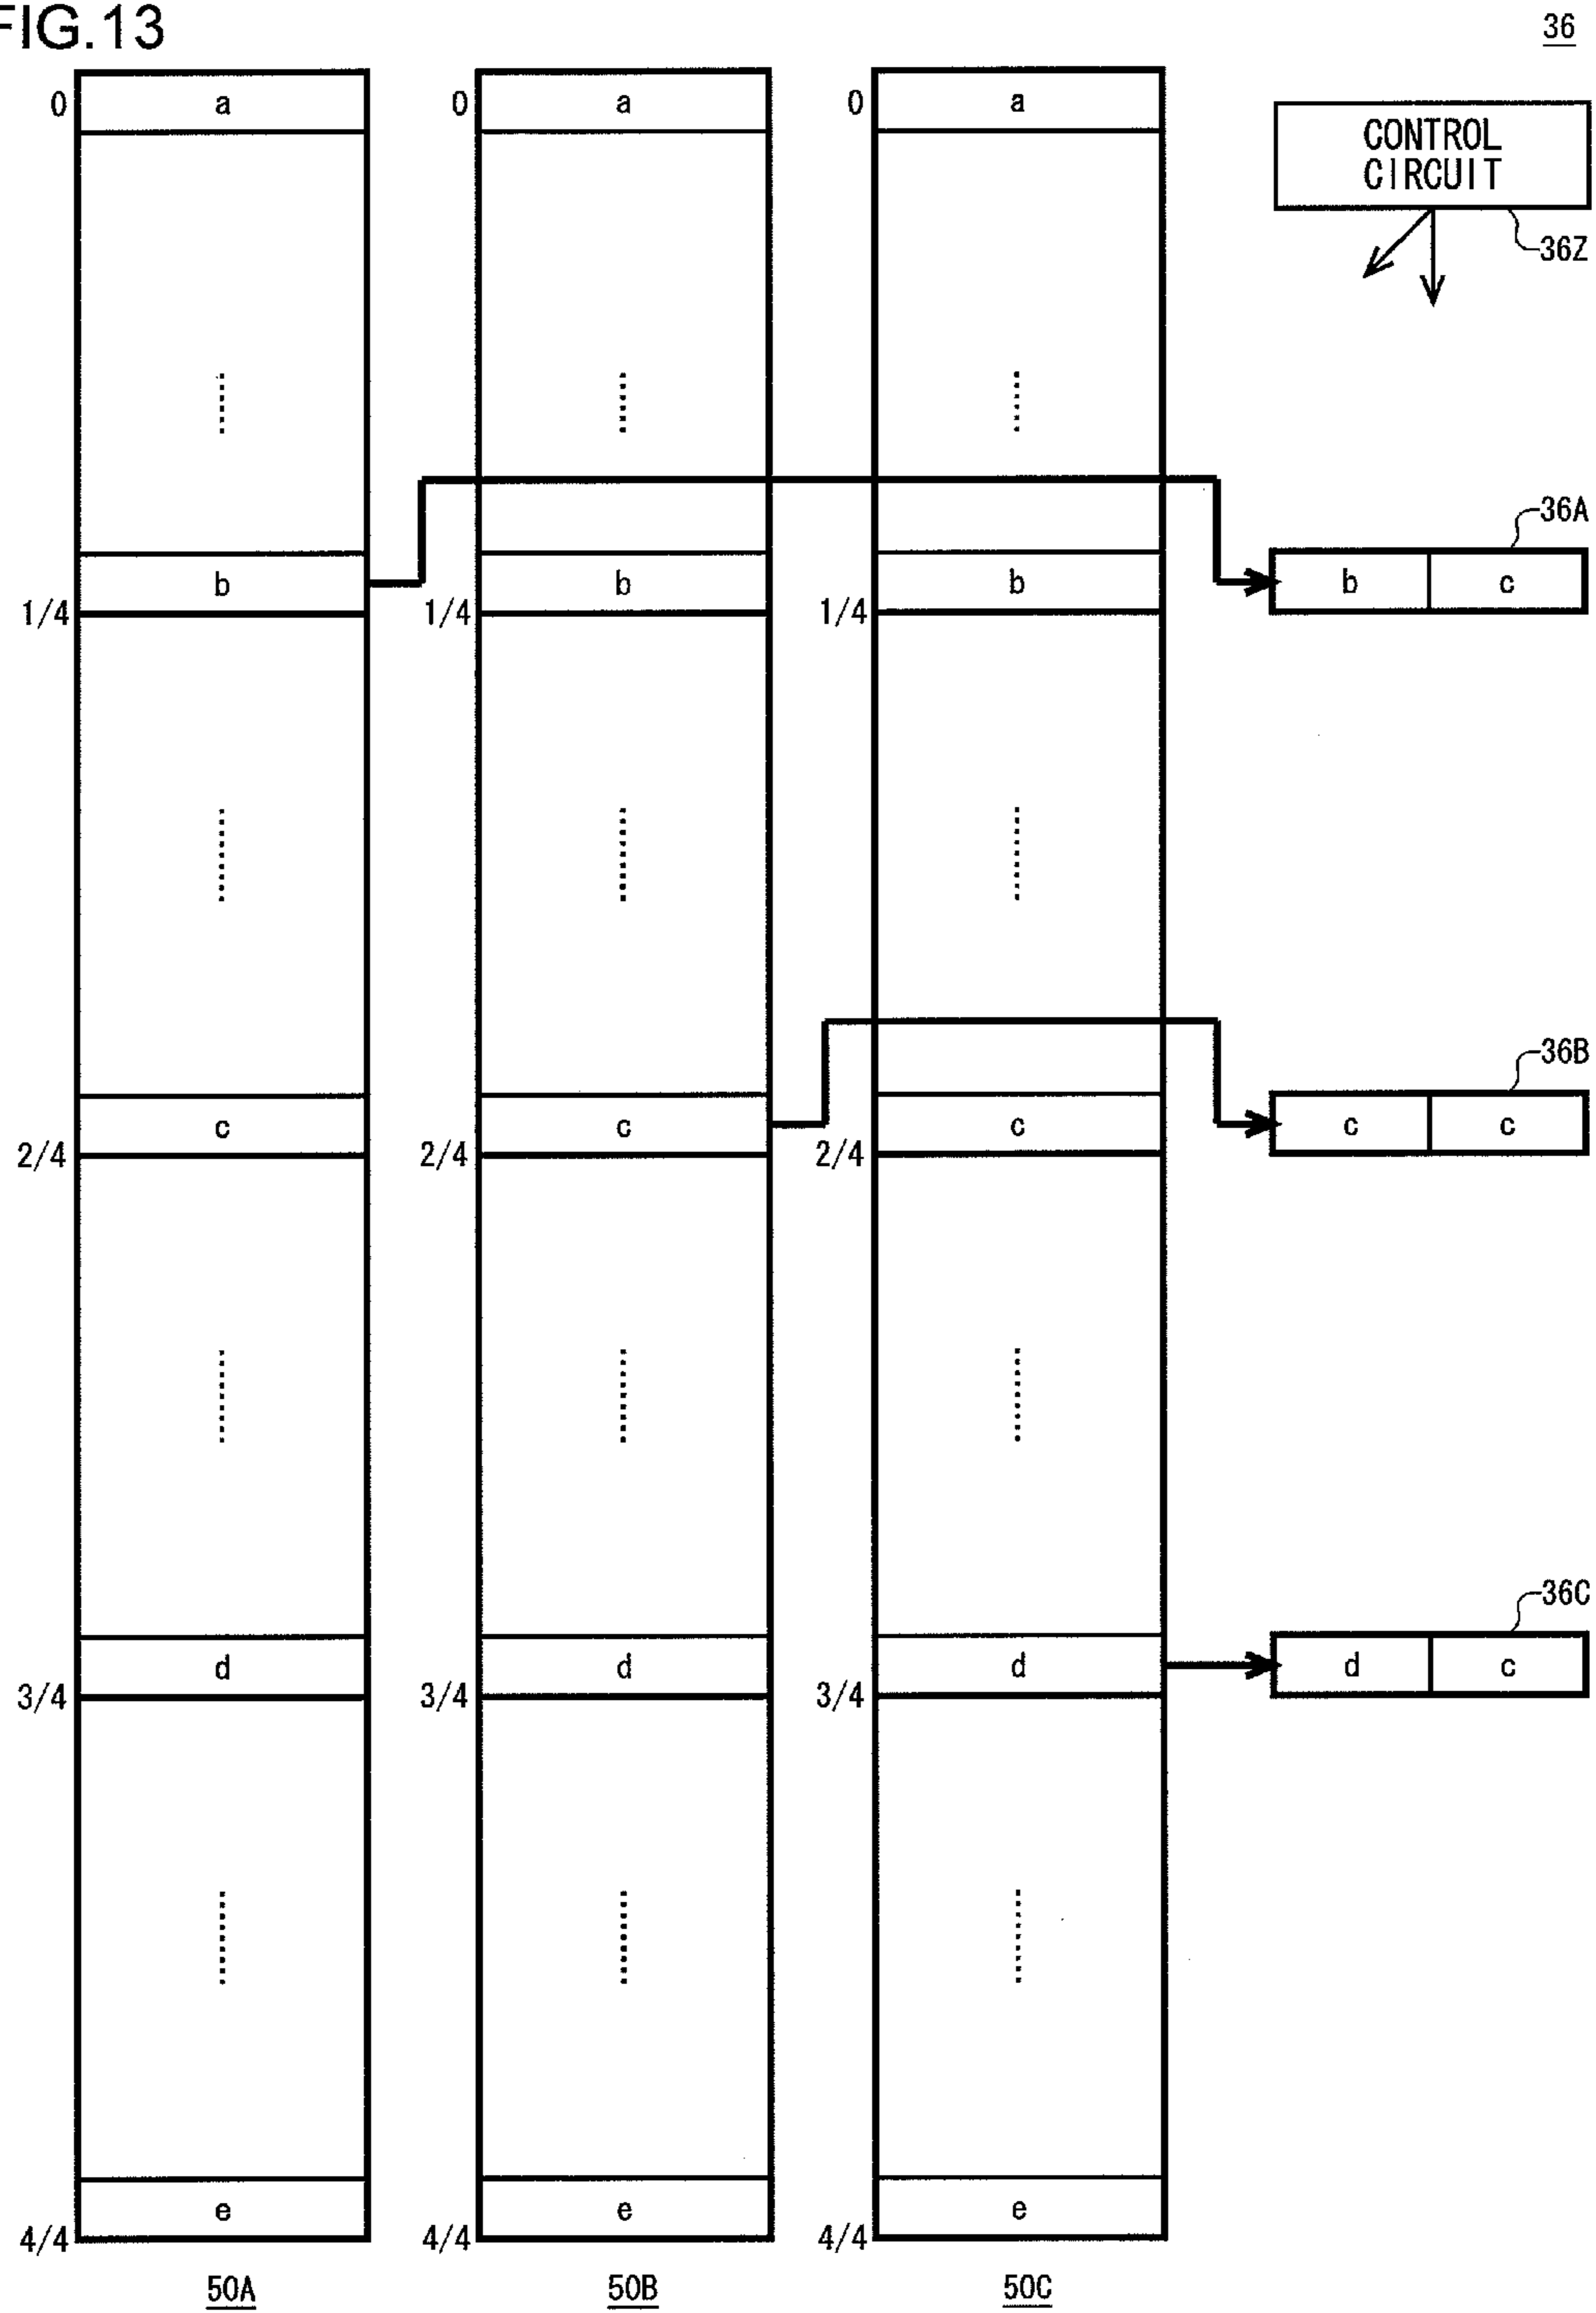 FIG.13
36
0 a 0 a 0 a
CONTROL
CIRCUIT
36Z
36A
b b b b c
1/4 1/4 1/4
36B
c c c c c
2/4 2/4 2/4
36C
d d d d c
3/4 3/4 3/4
e e e
4/4 4/4 4/4
50A 50B 50C